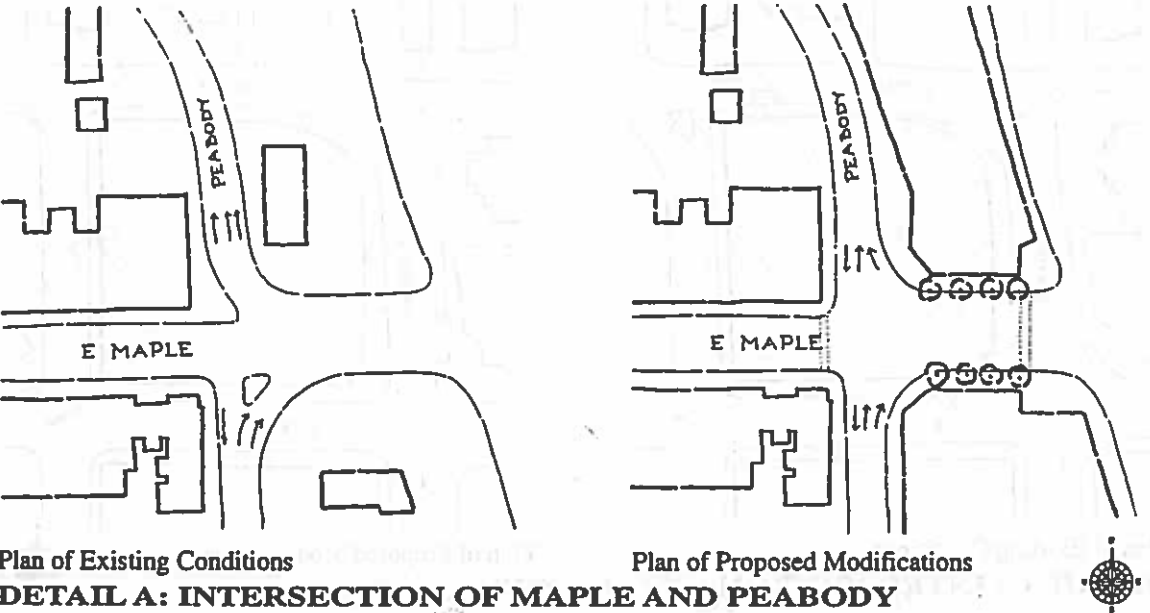 PEABODY
E MAPLE
PEABODY
E MAPLE
Plan of Existing Conditions
Plan of Proposed Modifications
DETAIL A: INTERSECTION OF MAPLE AND PEABODY